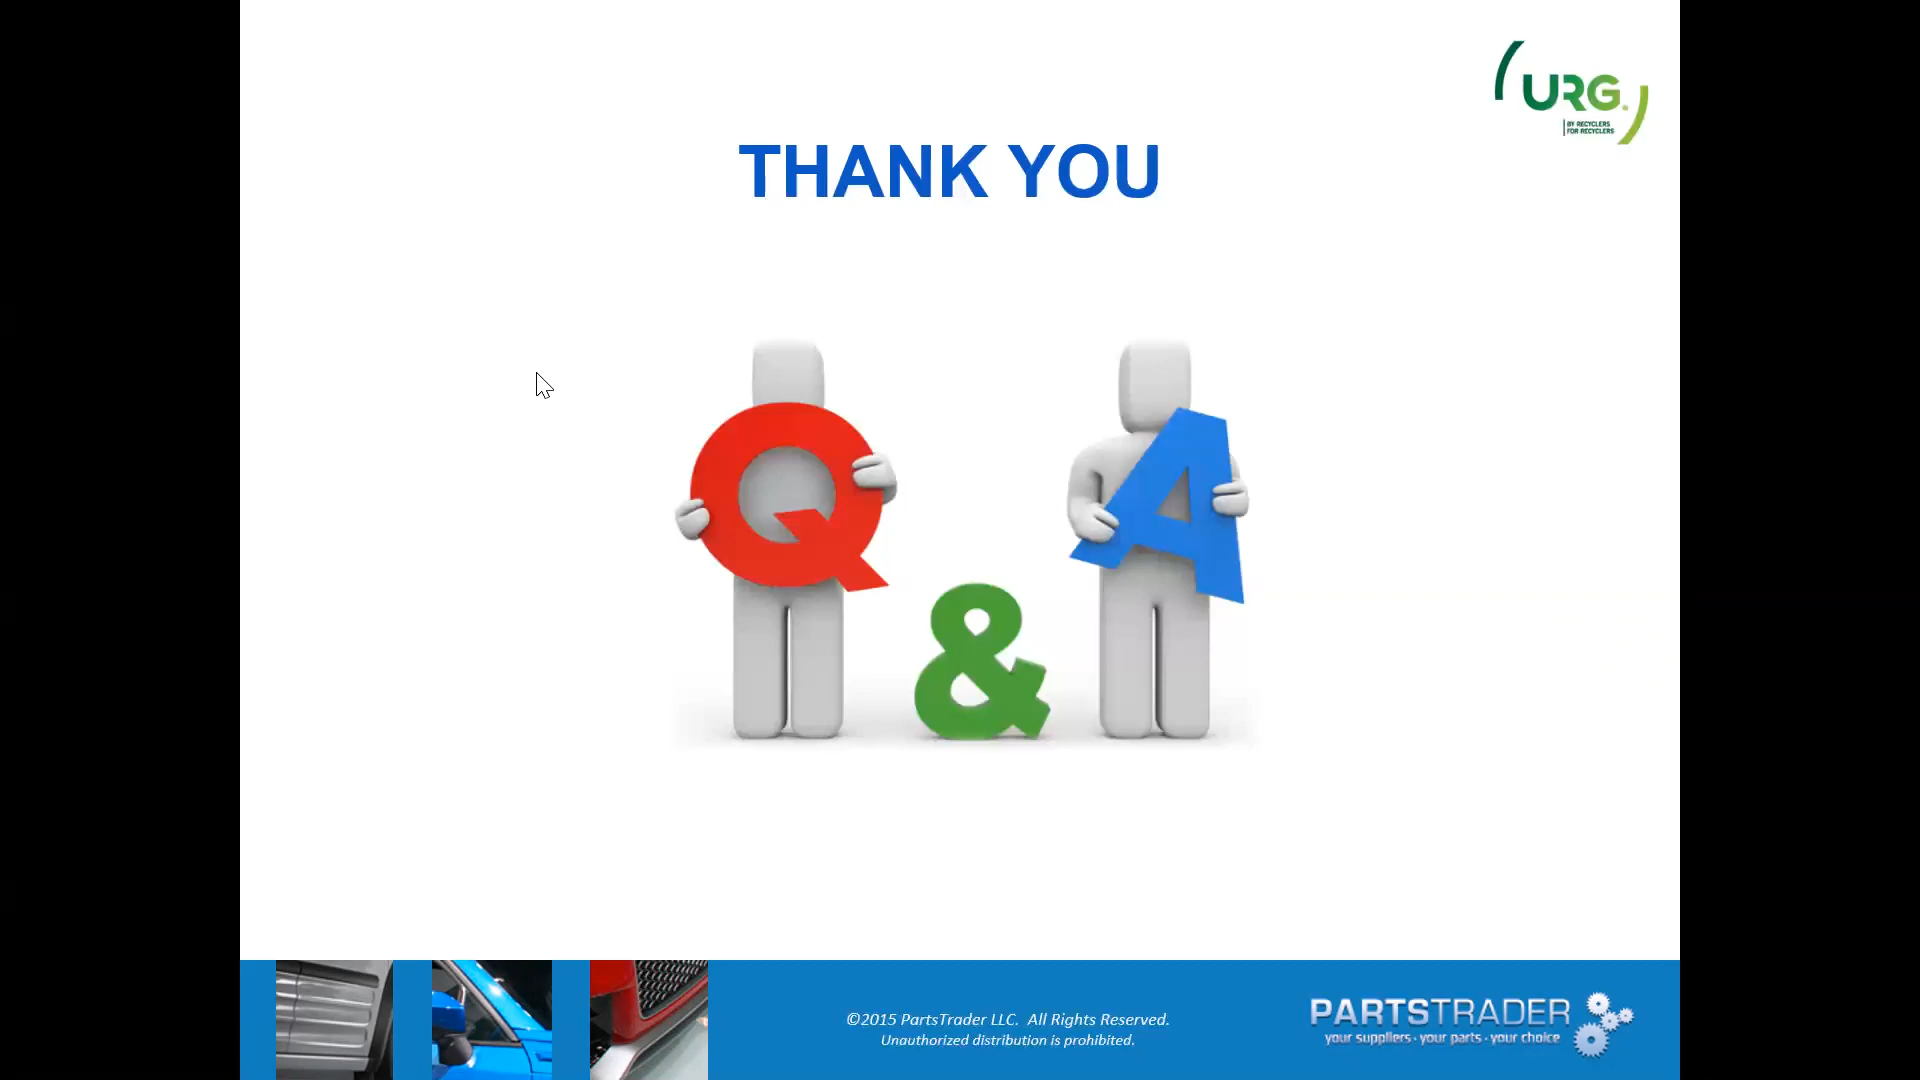 URG.
BY RECYCLERS
FOR RECYCLERS
THANK YOU
Q & A
©2015 PartsTrader LLC. All Rights Reserved.
Unauthorized distribution is prohibited.
PARTSTRADER
your suppliers · your parts · your choice